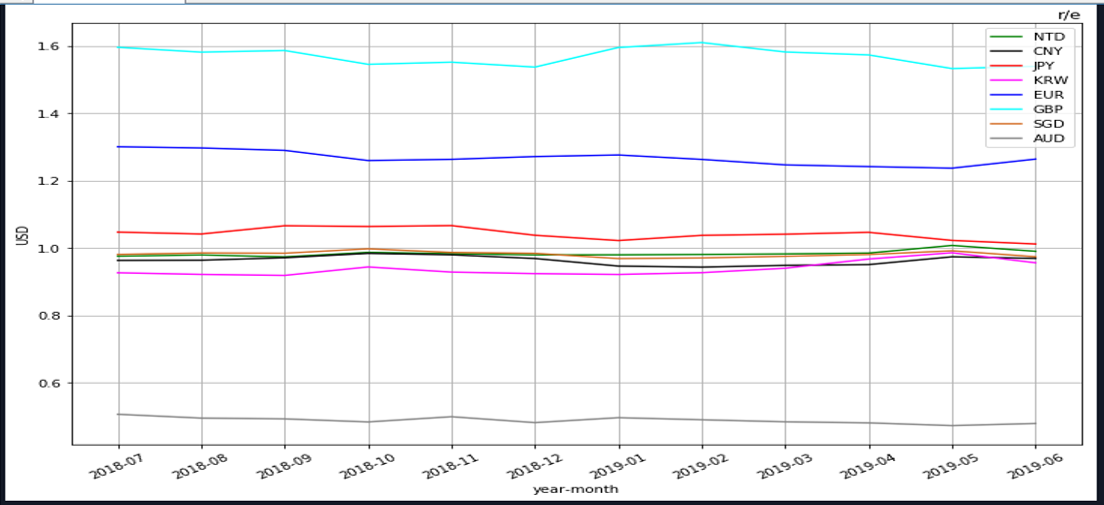 r/e
1.6
1.4
1.2
1.0
0.8
0.6
USD
NTD
CNY
JPY
KRW
EUR
GBP
SGD
AUD
2018-07
2018-08
2018-09
2018-10
2018-11
2018-12
2019-01
2019-02
2019-03
2019-04
2019-05
2019-06
year-month